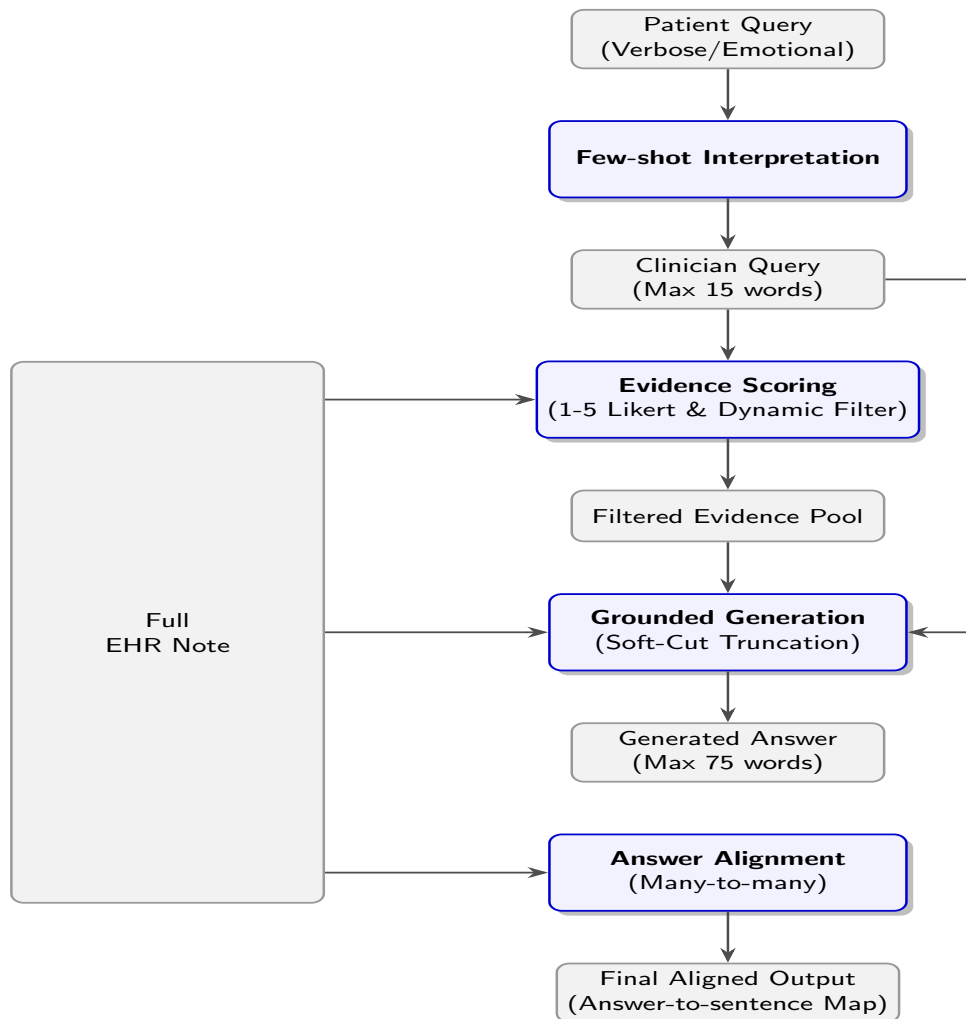 Patient Query
(Verbose/Emotional)
Few-shot Interpretation
Clinician Query
(Max 15 words)
Evidence Scoring
(1-5 Likert & Dynamic Filter)
Filtered Evidence Pool
Full
EHR Note
Grounded Generation
(Soft-Cut Truncation)
Generated Answer
(Max 75 words)
Answer Alignment
(Many-to-many)
Final Aligned Output
(Answer-to-sentence Map)